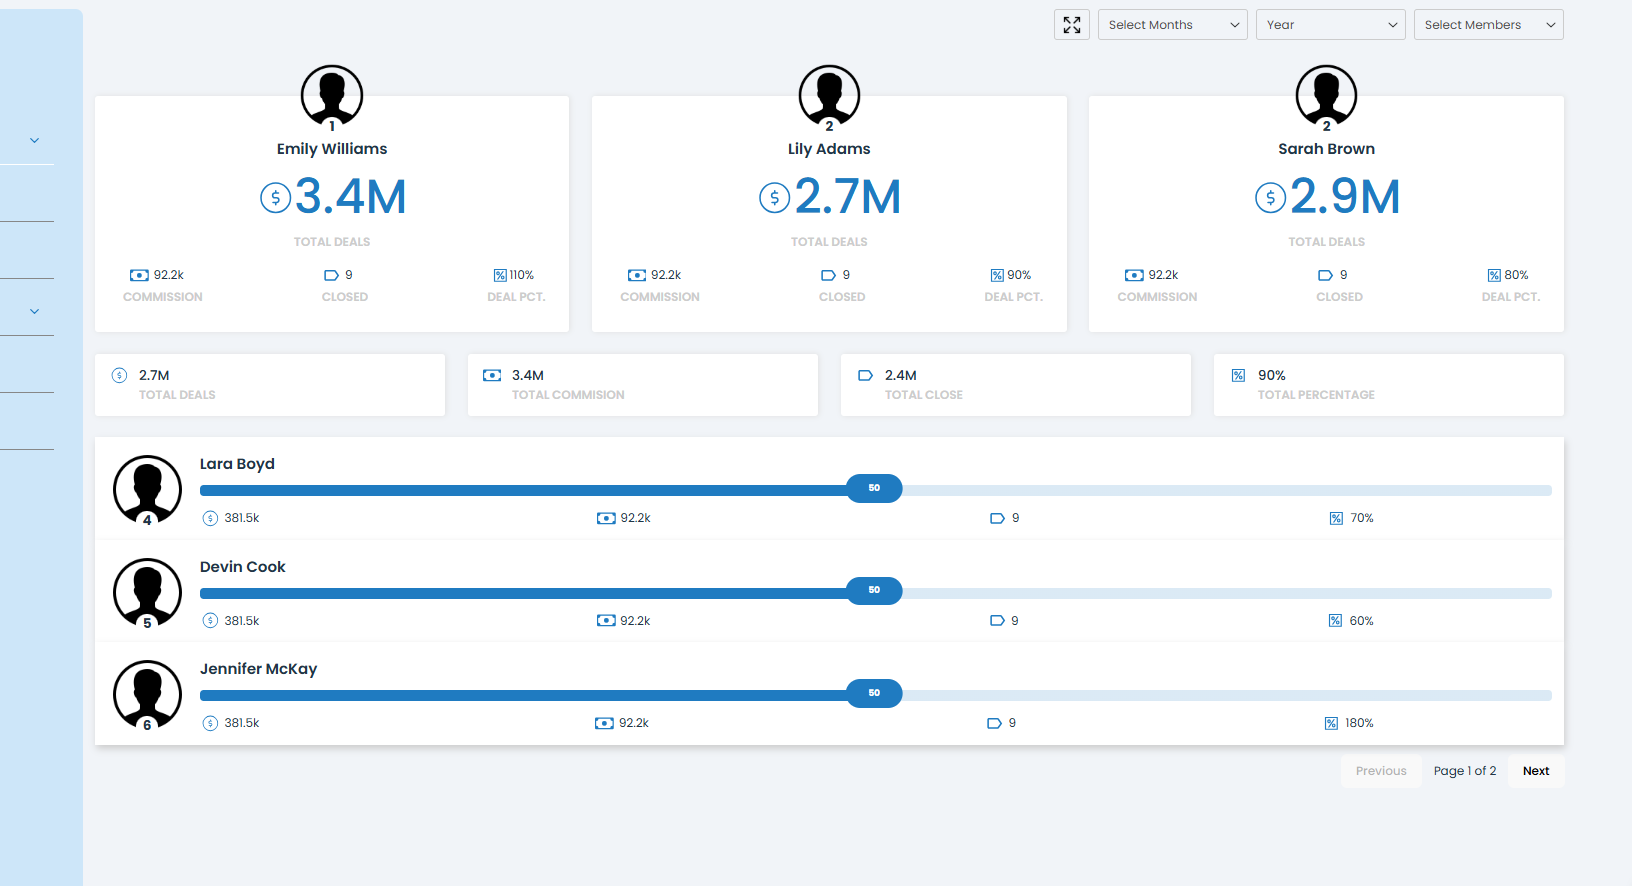 Select Months Year Select Members
1 2 2
Emily Williams Lily Adams Sarah Brown
$ 3.4M $ 2.7M $ 2.9M
TOTAL DEALS TOTAL DEALS TOTAL DEALS
92.2k 9 % 110% 92.2k 9 % 90% 92.2k 9 % 80%
COMMISSION CLOSED DEAL PCT. COMMISSION CLOSED DEAL PCT. COMMISSION CLOSED DEAL PCT.
$ 2.7M 3.4M 2.4M % 90%
TOTAL DEALS TOTAL COMMISION TOTAL CLOSE TOTAL PERCENTAGE
Lara Boyd
50
4
$ 381.5k 92.2k 9 % 70%
Devin Cook
50
5
$ 381.5k 92.2k 9 % 60%
Jennifer McKay
50
6
$ 381.5k 92.2k 9 % 180%
Previous Page 1 of 2 Next